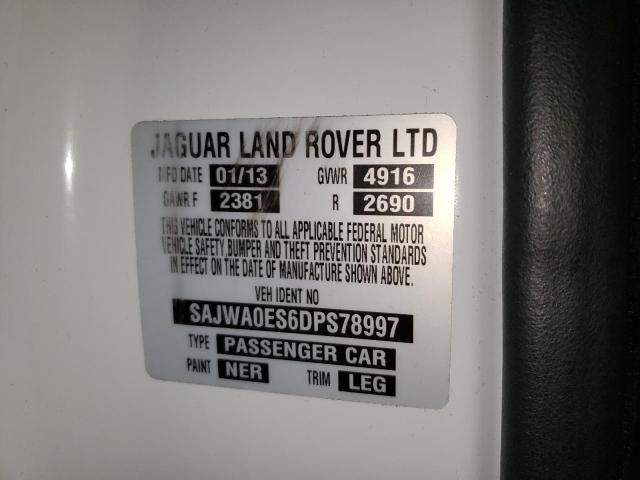 JAGUAR LAND ROVER LTD
MFD DATE 01/13 GVWR 4916
GAWR F 2381 R 2690
THIS VEHICLE CONFORMS TO ALL APPLICABLE FEDERAL MOTOR
VEHICLE SAFETY BUMPER AND THEFT PREVENTION STANDARDS
IN EFFECT ON THE DATE OF MANUFACTURE SHOWN ABOVE.
VEH IDENT NO
SAJWA0ES6DPS78997
TYPE PASSENGER CAR
PAINT NER TRIM LEG